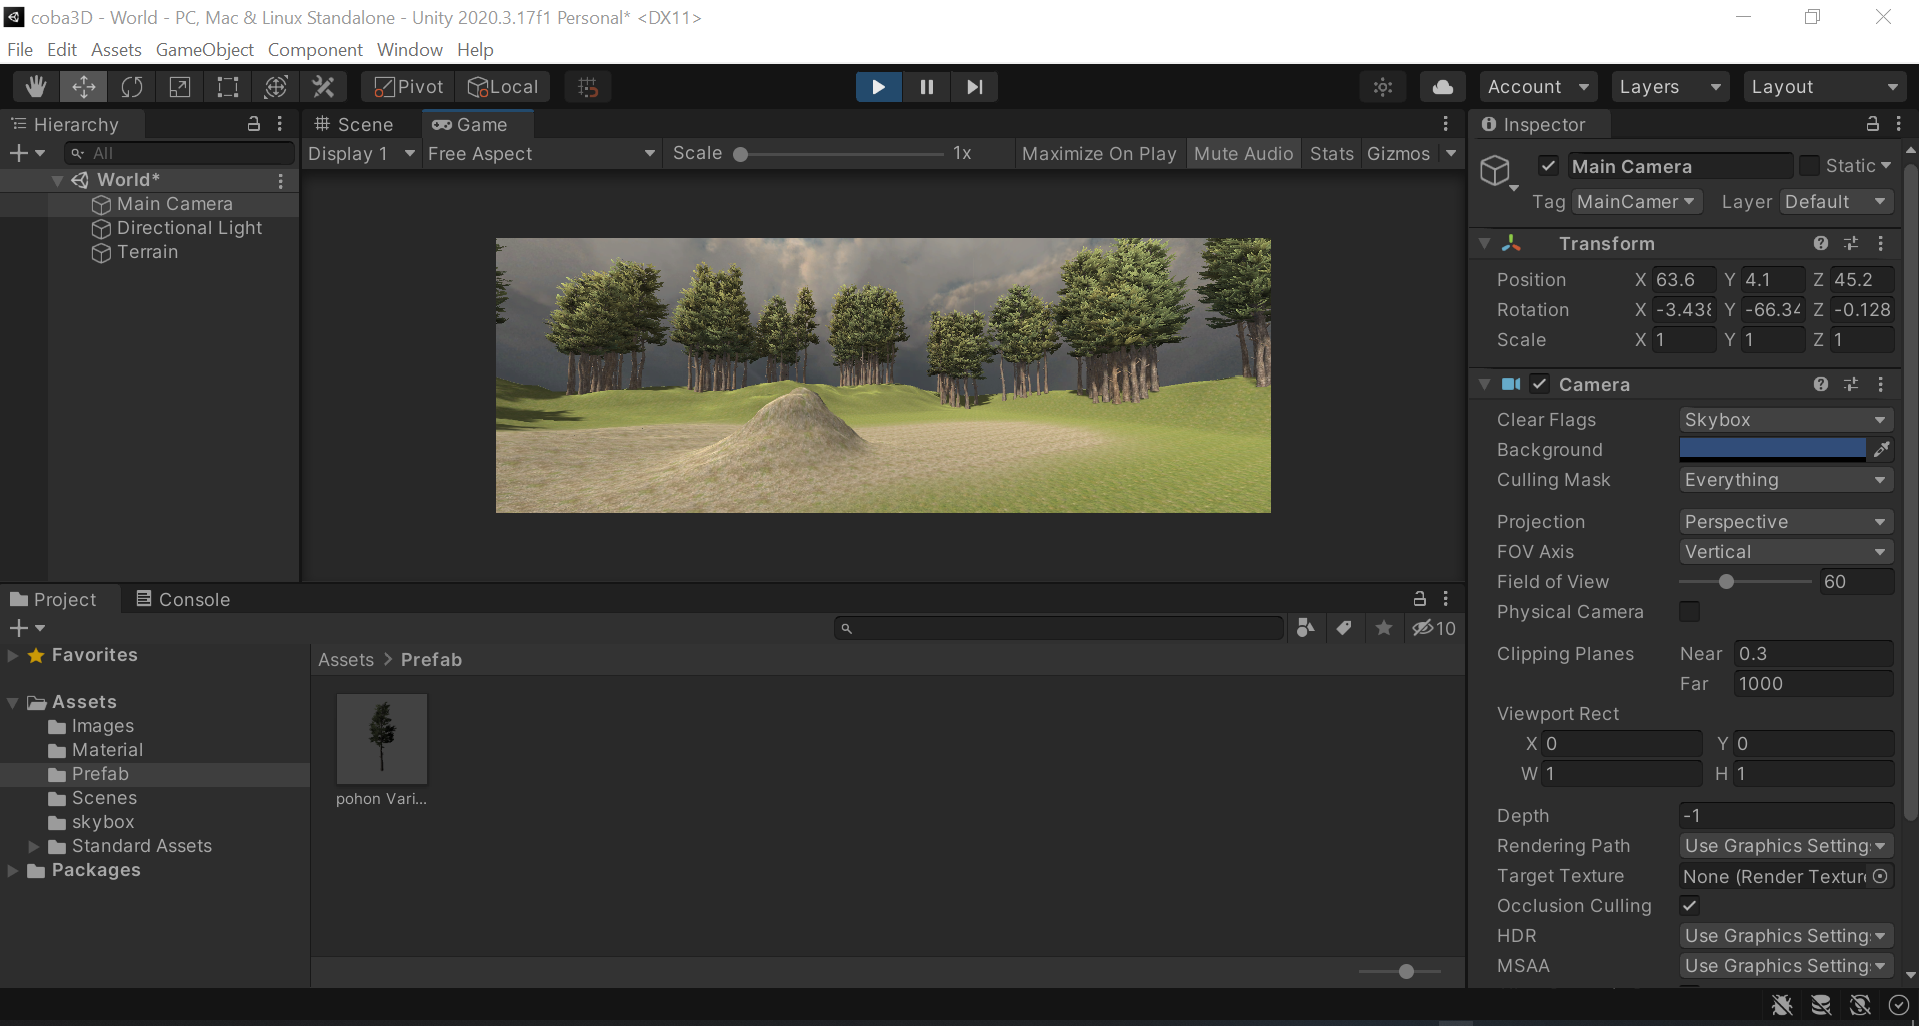 coba3D - World - PC, Mac & Linux Standalone - Unity 2020.3.17f1 Personal* <DX11>
File Edit Assets GameObject Component Window Help
Pivot Local Account Layers Layout
Hierarchy
All
World*
Main Camera
Directional Light
Terrain
Scene Game
Display 1 Free Aspect Scale 1x Maximize On Play Mute Audio Stats Gizmos
Inspector
Main Camera Static
Tag MainCamer Layer Default
Transform
Position X 63.6 Y 4.1 Z 45.2
Rotation X -3.438 Y -66.34 Z -0.128
Scale X 1 Y 1 Z 1
Camera
Clear Flags Skybox
Background
Culling Mask Everything
Projection Perspective
FOV Axis Vertical
Field of View 60
Physical Camera
Clipping Planes Near 0.3
Far 1000
Viewport Rect
X 0 Y 0
W 1 H 1
Depth -1
Rendering Path Use Graphics Setting
Target Texture None (Render Texture
Occlusion Culling
HDR Use Graphics Setting
MSAA Use Graphics Setting
Project Console
10
Favorites
Assets
Images
Material
Prefab
Scenes
skybox
Standard Assets
Packages
Assets > Prefab
pohon Vari...